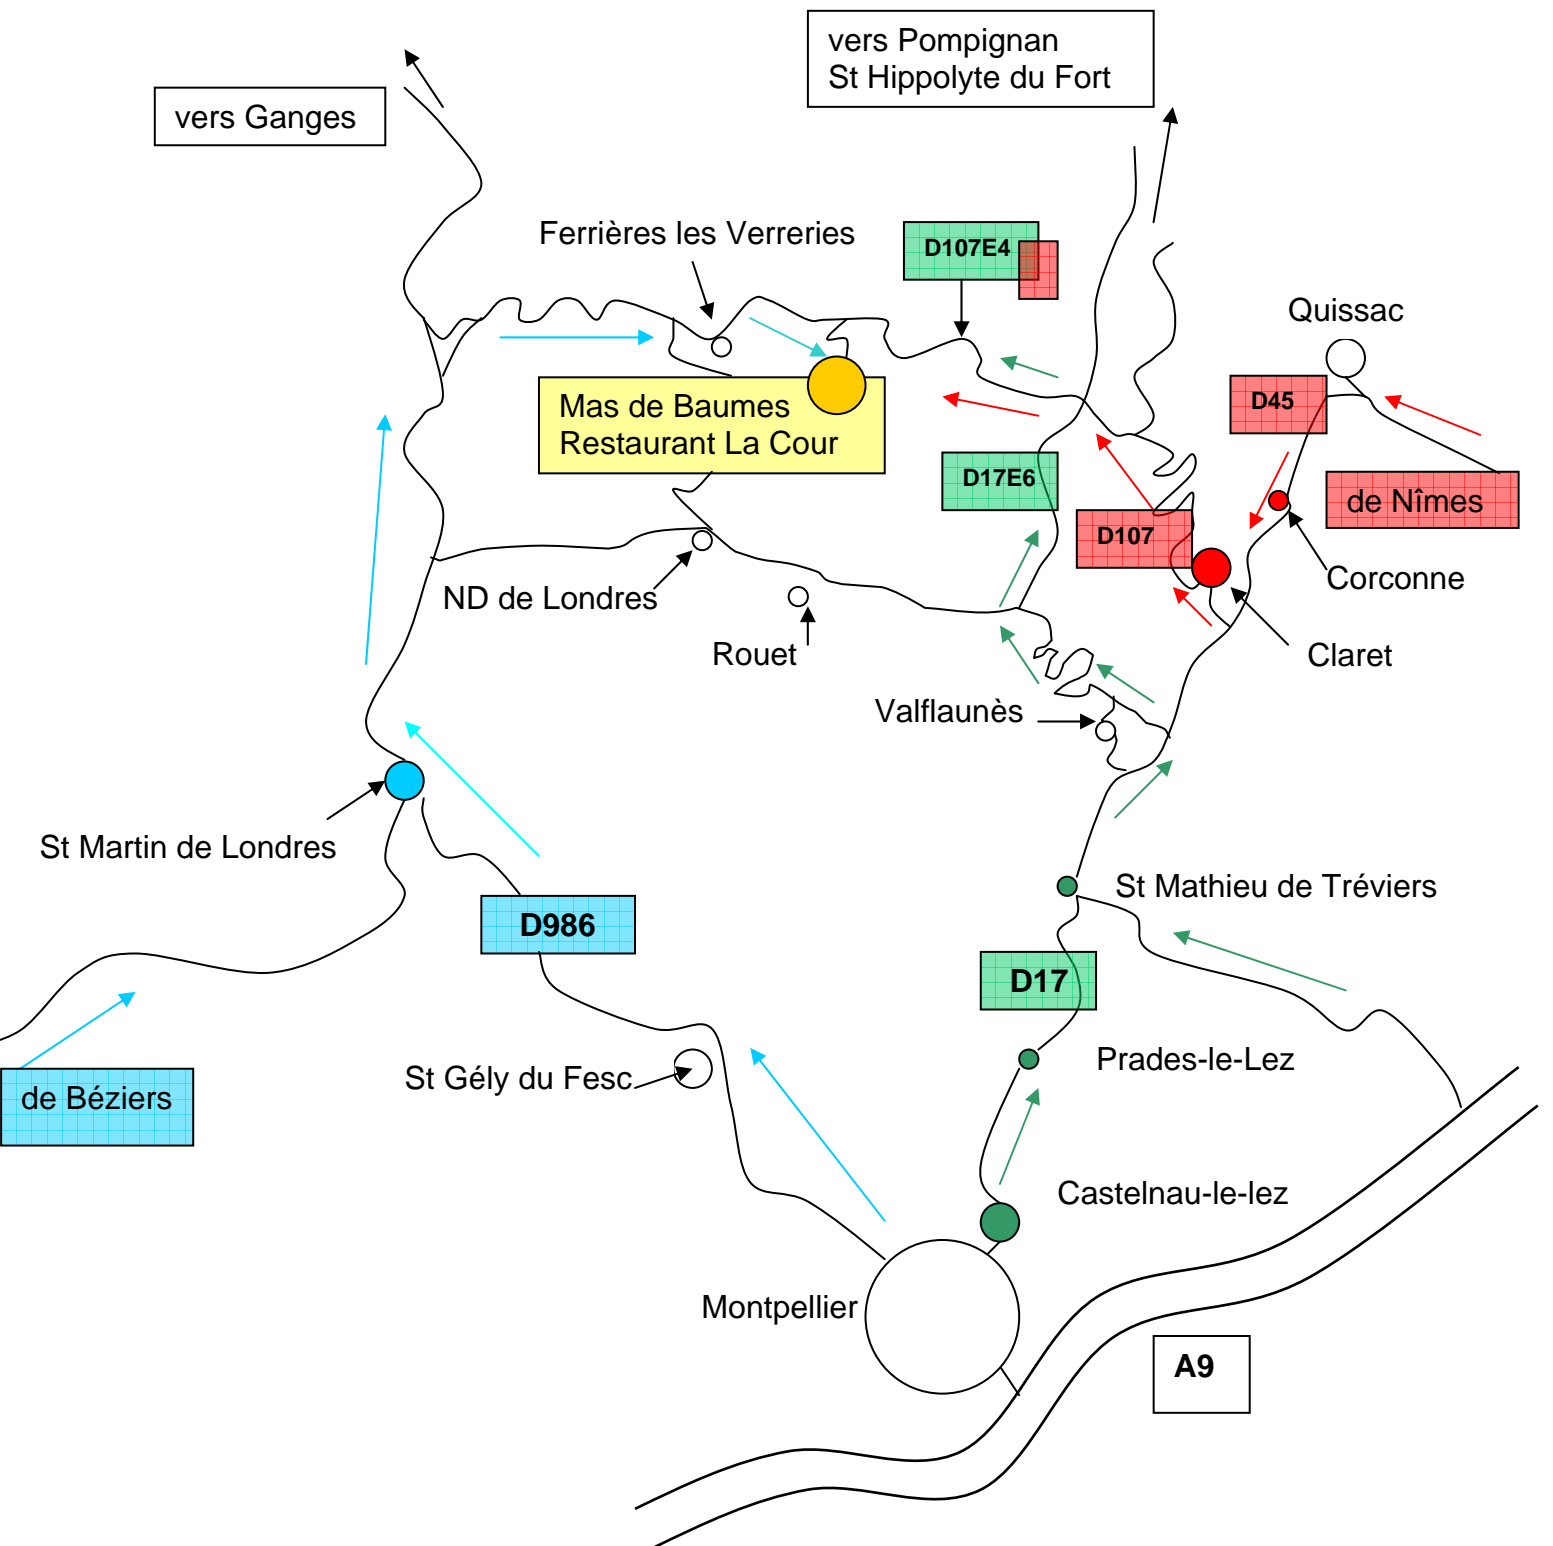 vers Pompignan
St Hippolyte du Fort
vers Ganges
Ferrières les Verreries
D107E4
Quissac
D45
Mas de Baumes
Restaurant La Cour
D17E6
de Nîmes
D107
Corconne
ND de Londres
Rouet
Claret
Valflaunès
St Martin de Londres
St Mathieu de Tréviers
D986
D17
Prades-le-Lez
St Gély du Fesc
de Béziers
Castelnau-le-lez
Montpellier
A9